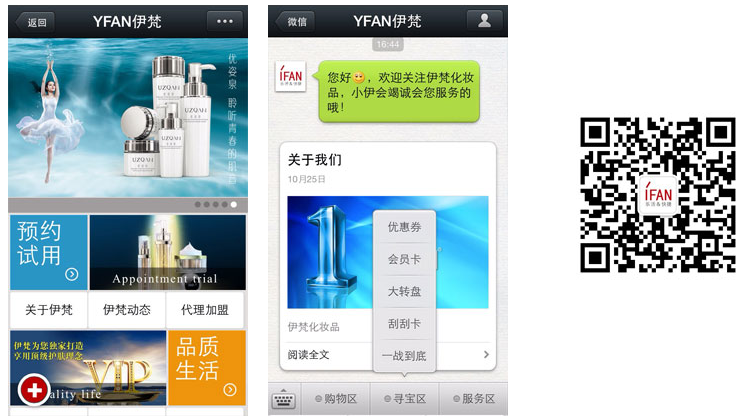 返回
YFAN伊梵
优姿泉
聆听青春的肌言
UZQAH
UZQAH
UZQAH
预约
试用
Appointment trial
关于伊梵
伊梵动态
代理加盟
伊梵为您独家打造
享用顶级护肤理念
VIP
ality life
品质
生活
微信
YFAN伊梵
16:44
iFAN
您好，欢迎关注伊梵化妆
品，小伊会竭诚会您服务的
哦！
关于我们
10月25日
1
伊梵化妆品
阅读全文
优惠券
会员卡
大转盘
刮刮卡
一战到底
购物区
寻宝区
服务区
iFAN